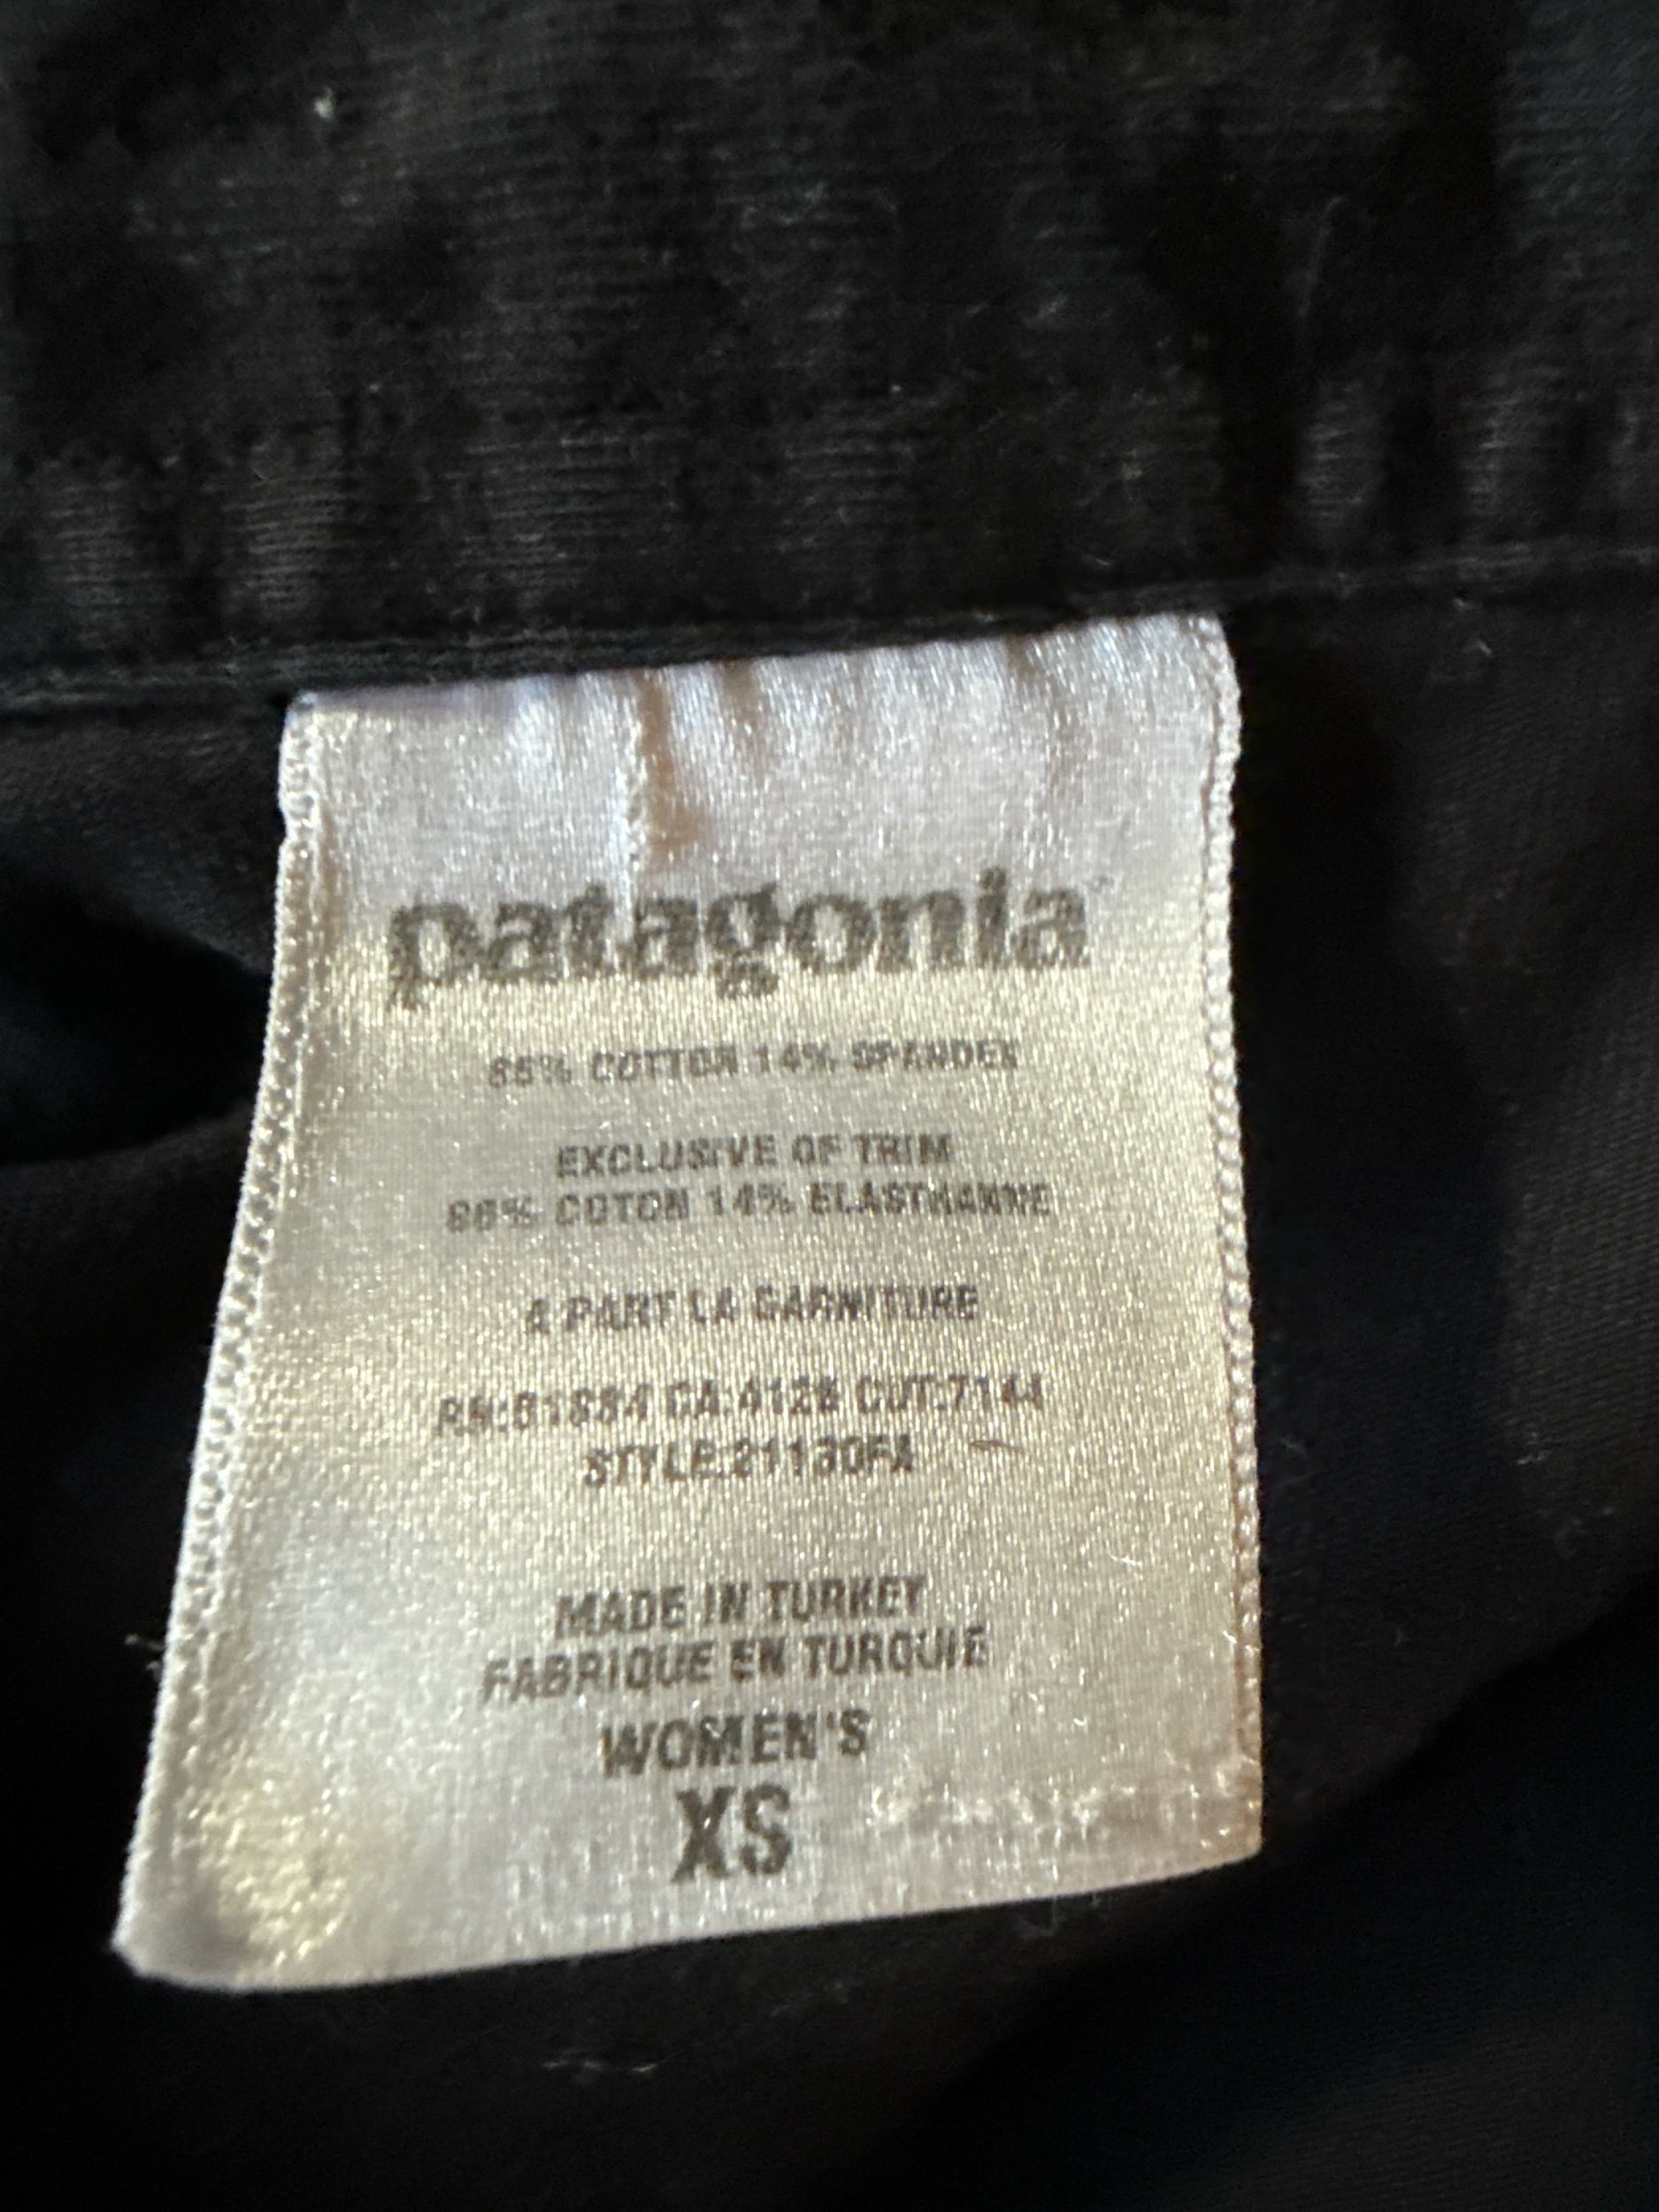 patagonia
86% COTTON 14% SPANDEX
EXCLUSIVE OF TRIM
86% COTON 14% ELASTHANNE
A PART LA GARNITURE
RN:51884 CA:4128 CUT:7144
STYLE:21130FA
MADE IN TURKEY
FABRIQUE EN TURQUIE
WOMEN'S
XS